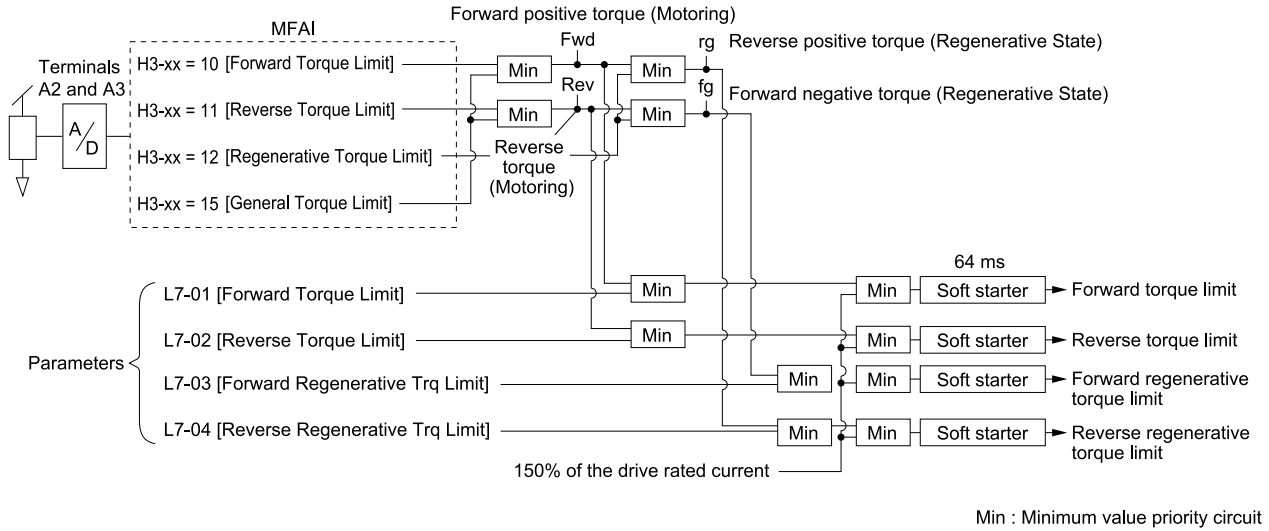 Forward positive torque (Motoring)
MFAI
Fwd
rg
Reverse positive torque (Regenerative State)
Terminals
A2 and A3
H3-xx = 10 [Forward Torque Limit]
Min
Min
A/D
Rev
fg
Forward negative torque (Regenerative State)
H3-xx = 11 [Reverse Torque Limit]
Min
Min
H3-xx = 12 [Regenerative Torque Limit]
Reverse
torque
(Motoring)
H3-xx = 15 [General Torque Limit]
64 ms
L7-01 [Forward Torque Limit]
Min
Min
Soft starter
Forward torque limit
L7-02 [Reverse Torque Limit]
Min
Min
Soft starter
Reverse torque limit
Parameters
L7-03 [Forward Regenerative Trq Limit]
Min
Min
Soft starter
Forward regenerative
torque limit
L7-04 [Reverse Regenerative Trq Limit]
Min
Min
Soft starter
Reverse regenerative
torque limit
150% of the drive rated current
Min : Minimum value priority circuit